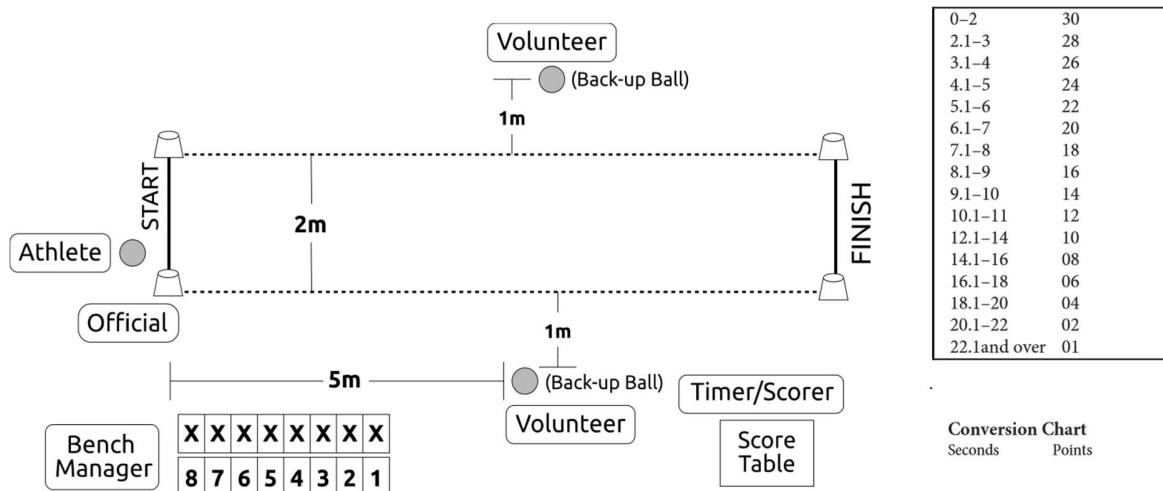 Volunteer
(Back-up Ball)
1m
START
2m
FINISH
Athlete
Official
1m
5m
(Back-up Ball)
Volunteer
Timer/Scorer
Score
Table
Bench
Manager
X X X X X X X X
8 7 6 5 4 3 2 1
0–2 30
2.1–3 28
3.1–4 26
4.1–5 24
5.1–6 22
6.1–7 20
7.1–8 18
8.1–9 16
9.1–10 14
10.1–11 12
12.1–14 10
14.1–16 08
16.1–18 06
18.1–20 04
20.1–22 02
22.1and over 01
.
Conversion Chart
Seconds Points